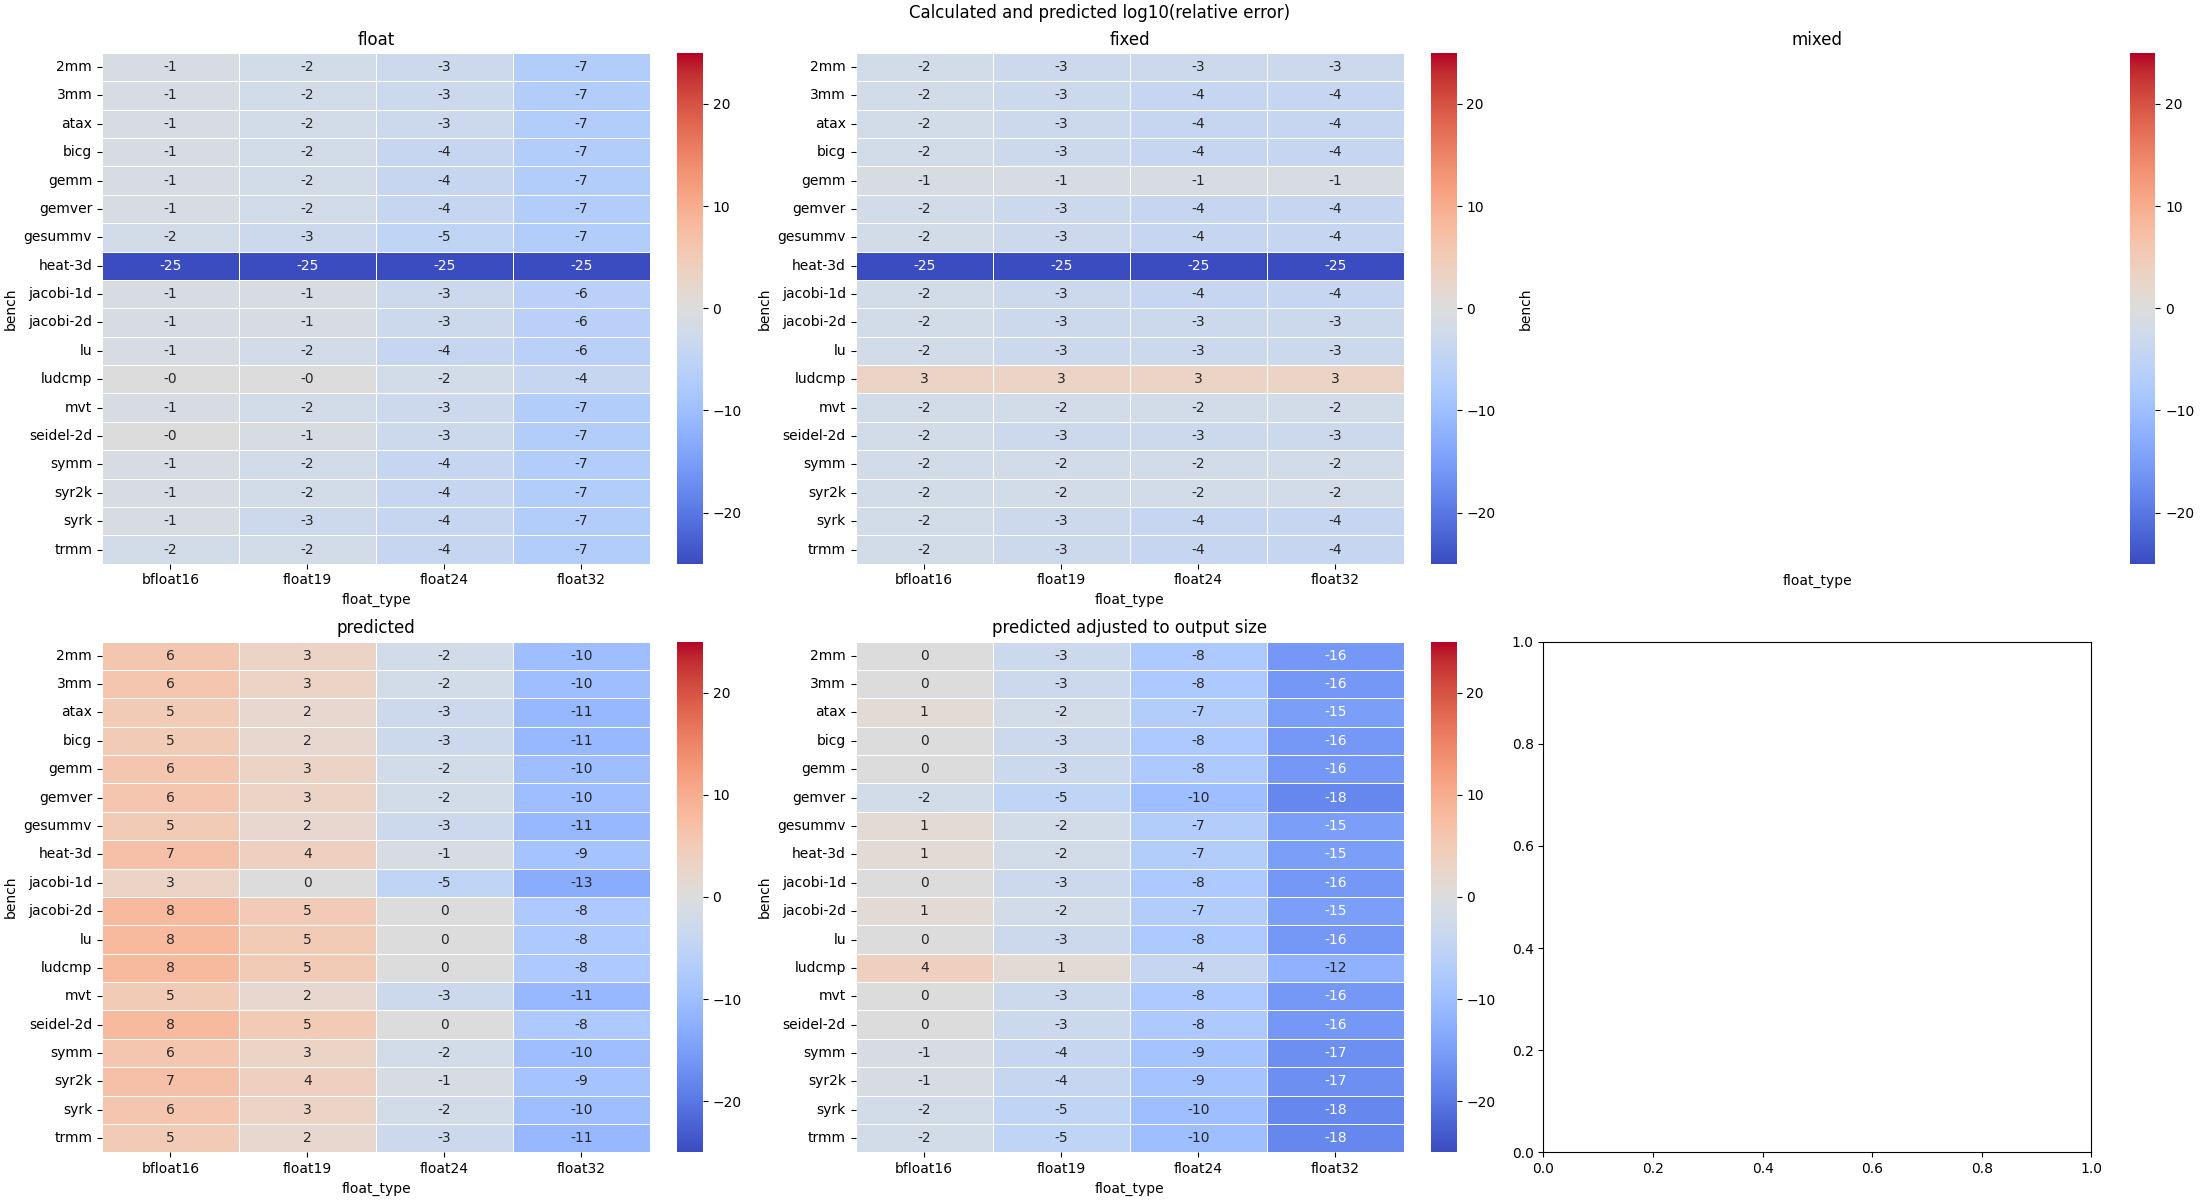 Calculated and predicted log10(relative error)
float
2mm -1 -2 -3 -7
3mm -1 -2 -3 -7
atax -1 -2 -3 -7
bicg -1 -2 -4 -7
gemm -1 -2 -4 -7
gemver -1 -2 -4 -7
gesummv -2 -3 -5 -7
heat-3d -25 -25 -25 -25
jacobi-1d -1 -1 -3 -6
jacobi-2d -1 -1 -3 -6
lu -1 -2 -4 -6
ludcmp -0 -0 -2 -4
mvt -1 -2 -3 -7
seidel-2d -0 -1 -3 -7
symm -1 -2 -4 -7
syr2k -1 -2 -4 -7
syrk -1 -3 -4 -7
trmm -2 -2 -4 -7
bfloat16 float19 float24 float32
float_type
bench
20
10
0
−10
−20
fixed
2mm -2 -3 -3 -3
3mm -2 -3 -4 -4
atax -2 -3 -4 -4
bicg -2 -3 -4 -4
gemm -1 -1 -1 -1
gemver -2 -3 -4 -4
gesummv -2 -3 -4 -4
heat-3d -25 -25 -25 -25
jacobi-1d -2 -3 -4 -4
jacobi-2d -2 -3 -3 -3
lu -2 -3 -3 -3
ludcmp 3 3 3 3
mvt -2 -2 -2 -2
seidel-2d -2 -3 -3 -3
symm -2 -2 -2 -2
syr2k -2 -2 -2 -2
syrk -2 -3 -4 -4
trmm -2 -3 -4 -4
bfloat16 float19 float24 float32
float_type
bench
20
10
0
−10
−20
mixed
bench
float_type
20
10
0
−10
−20
predicted
2mm 6 3 -2 -10
3mm 6 3 -2 -10
atax 5 2 -3 -11
bicg 5 2 -3 -11
gemm 6 3 -2 -10
gemver 6 3 -2 -10
gesummv 5 2 -3 -11
heat-3d 7 4 -1 -9
jacobi-1d 3 0 -5 -13
jacobi-2d 8 5 0 -8
lu 8 5 0 -8
ludcmp 8 5 0 -8
mvt 5 2 -3 -11
seidel-2d 8 5 0 -8
symm 6 3 -2 -10
syr2k 7 4 -1 -9
syrk 6 3 -2 -10
trmm 5 2 -3 -11
bfloat16 float19 float24 float32
float_type
bench
20
10
0
−10
−20
predicted adjusted to output size
2mm 0 -3 -8 -16
3mm 0 -3 -8 -16
atax 1 -2 -7 -15
bicg 0 -3 -8 -16
gemm 0 -3 -8 -16
gemver -2 -5 -10 -18
gesummv 1 -2 -7 -15
heat-3d 1 -2 -7 -15
jacobi-1d 0 -3 -8 -16
jacobi-2d 1 -2 -7 -15
lu 0 -3 -8 -16
ludcmp 4 1 -4 -12
mvt 0 -3 -8 -16
seidel-2d 0 -3 -8 -16
symm -1 -4 -9 -17
syr2k -1 -4 -9 -17
syrk -2 -5 -10 -18
trmm -2 -5 -10 -18
bfloat16 float19 float24 float32
float_type
bench
20
10
0
−10
−20
1.0
0.8
0.6
0.4
0.2
0.0
0.0 0.2 0.4 0.6 0.8 1.0